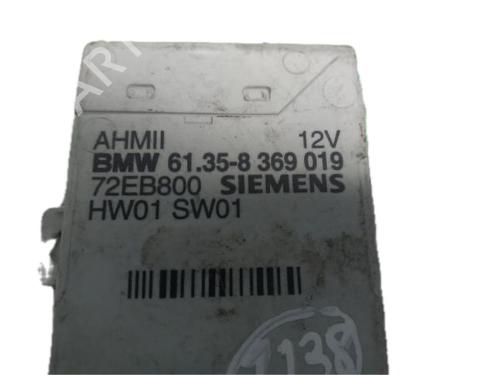 AHMII 12V
BMW 61.35-8 369 019
72EB800 SIEMENS
HW01 SW01